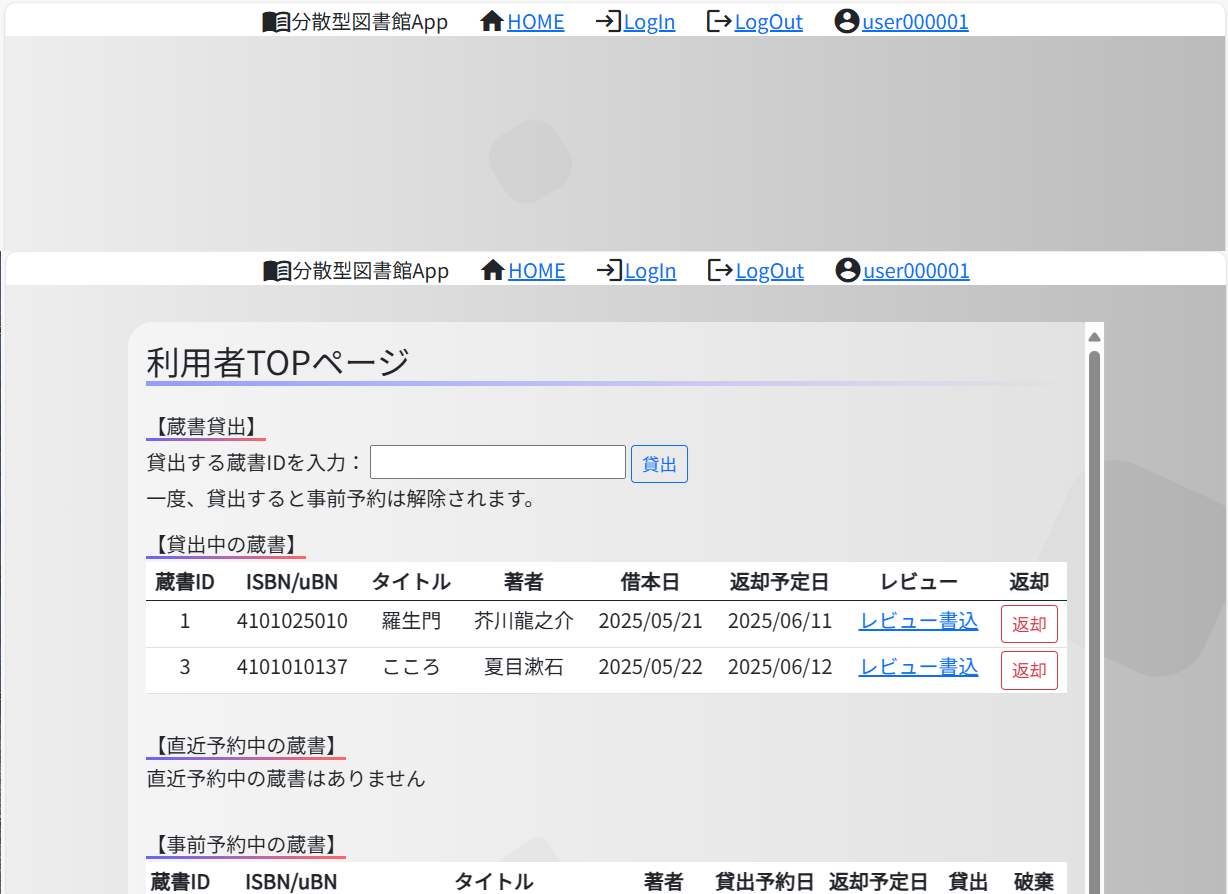 分散型図書館App HOME LogIn LogOut user000001
分散型図書館App HOME LogIn LogOut user000001
利用者TOPページ
【蔵書貸出】
貸出する蔵書IDを入力： 貸出
一度、貸出すると事前予約は解除されます。
【貸出中の蔵書】
蔵書ID ISBN/uBN タイトル 著者 借本日 返却予定日 レビュー 返却
1 4101025010 羅生門 芥川龍之介 2025/05/21 2025/06/11 レビュー書込 返却
3 4101010137 こころ 夏目漱石 2025/05/22 2025/06/12 レビュー書込 返却
【直近予約中の蔵書】
直近予約中の蔵書はありません
【事前予約中の蔵書】
蔵書ID ISBN/uBN タイトル 著者 貸出予約日 返却予定日 貸出 破棄